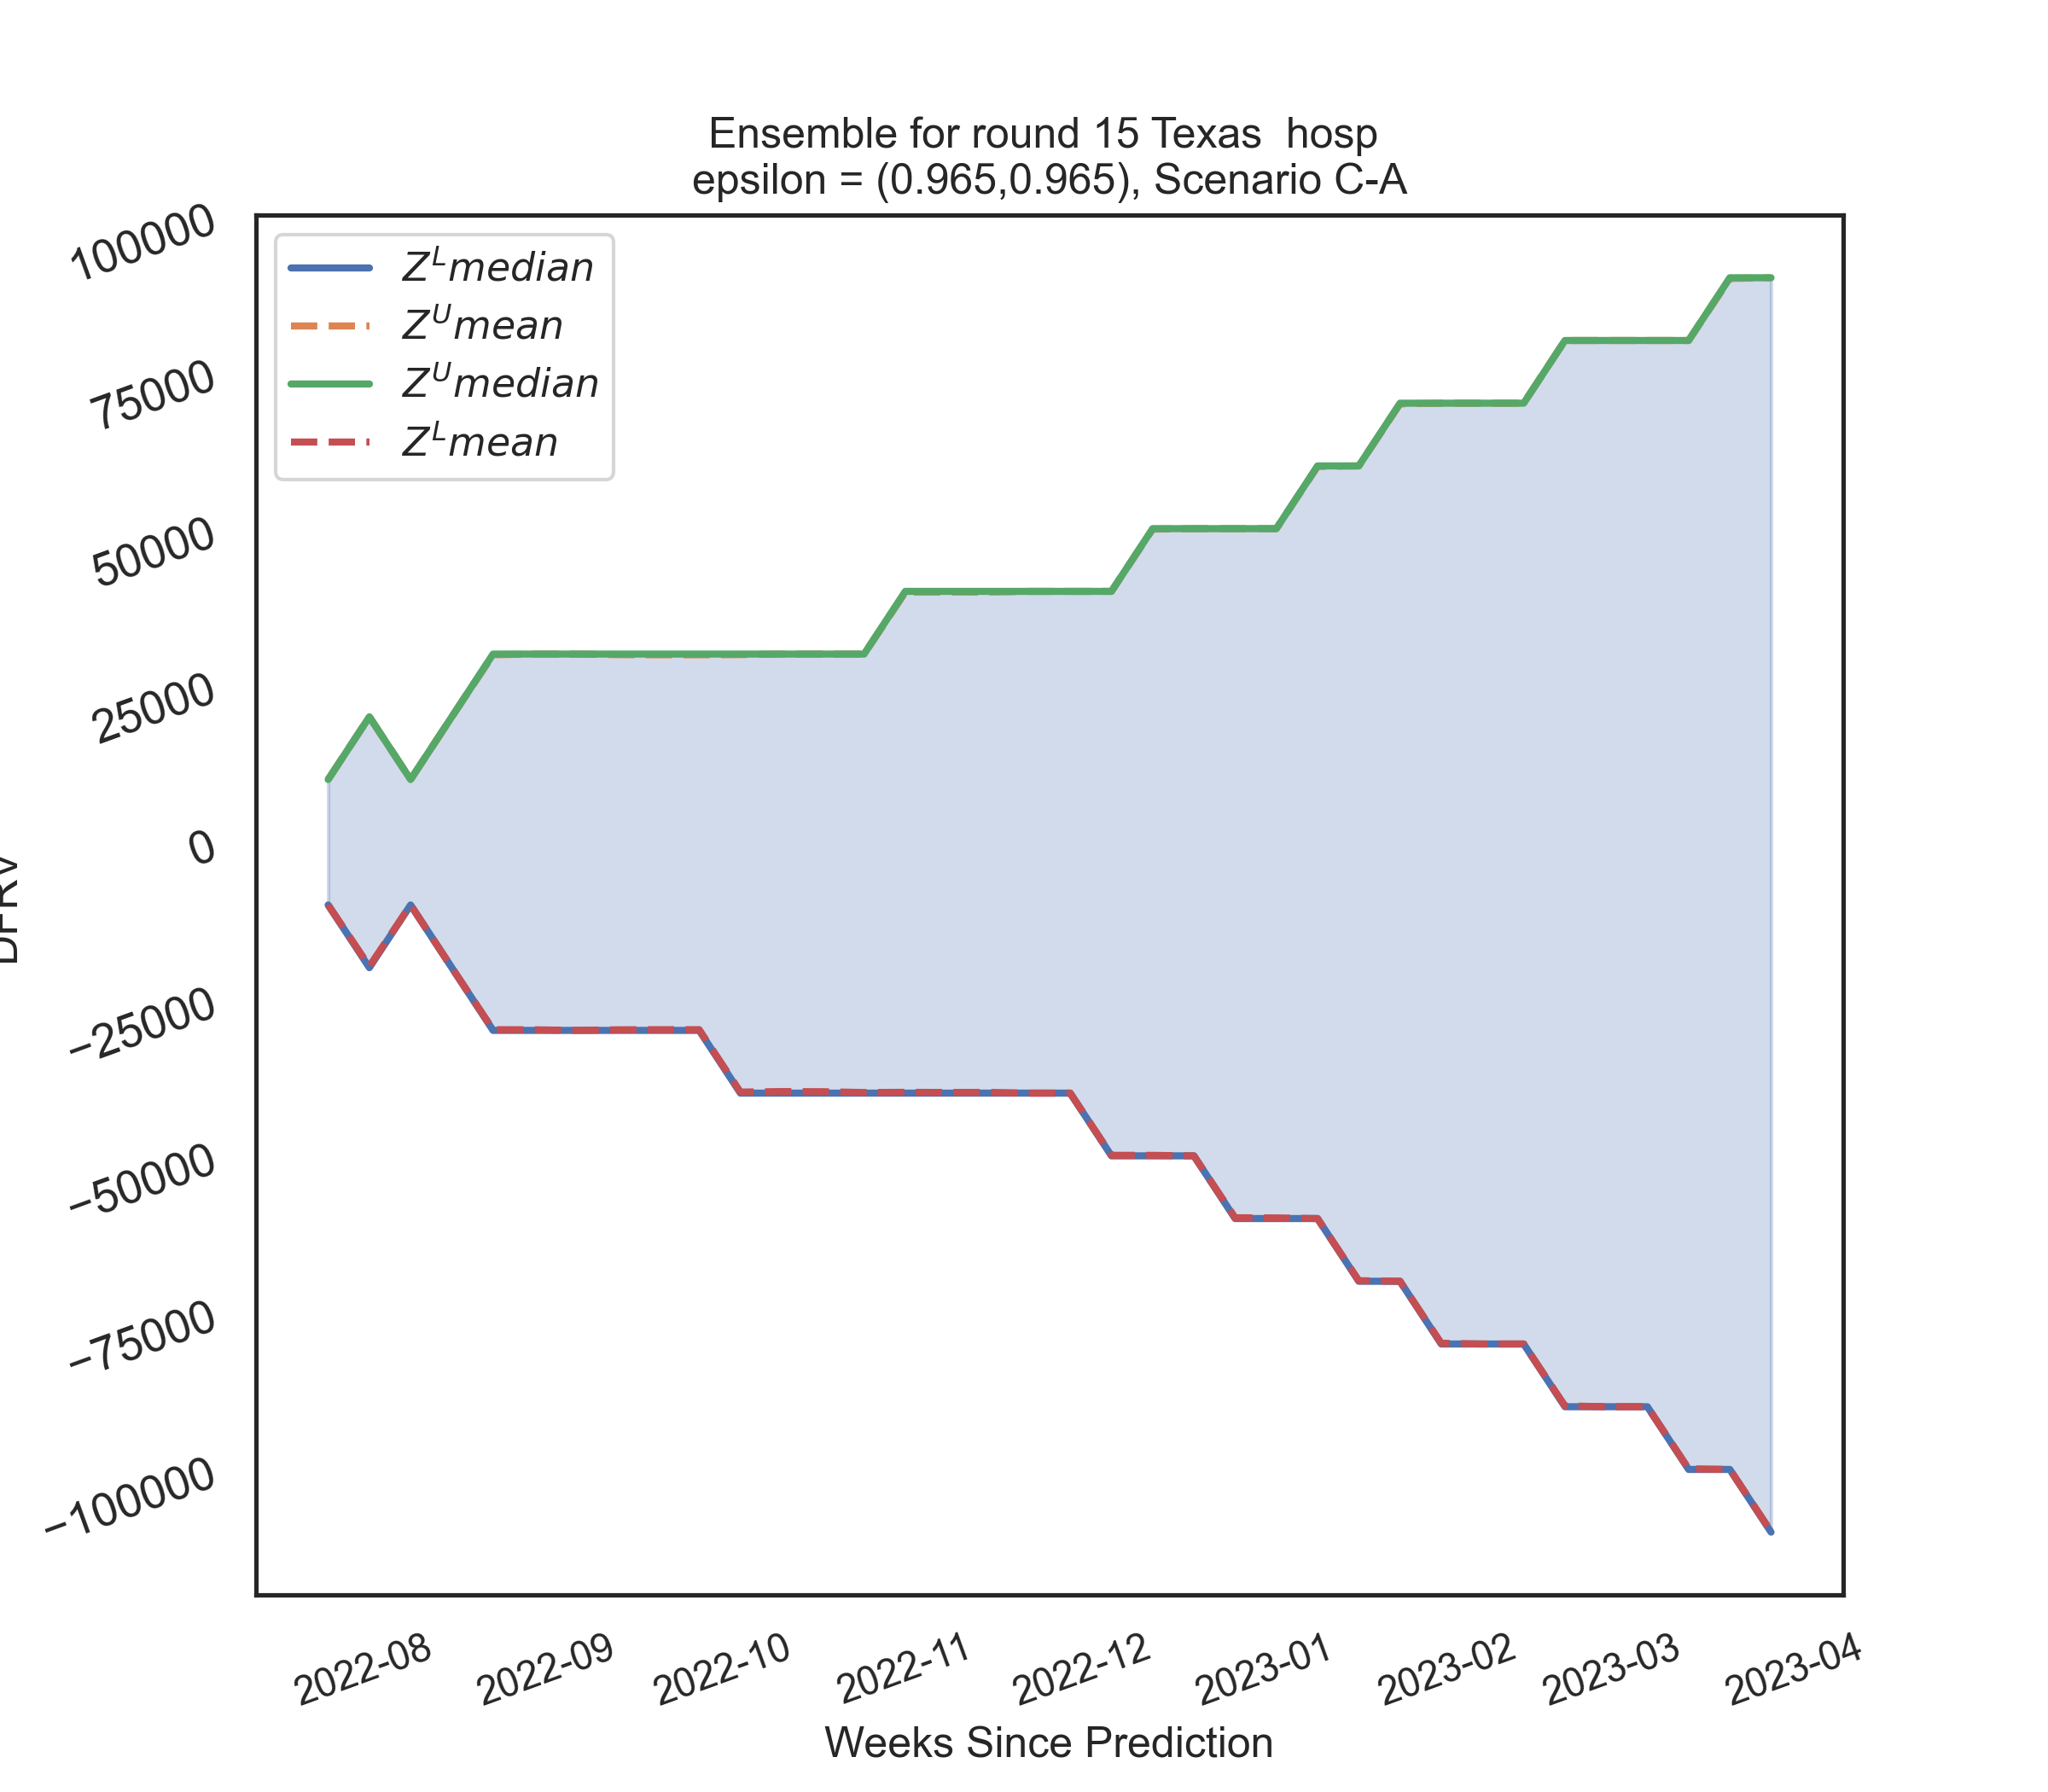 Ensemble for round 15 Texas  hosp
epsilon = (0.965,0.965), Scenario C-A
Z^L median
Z^U mean
Z^U median
Z^L mean
100000
75000
50000
25000
0
−25000
−50000
−75000
−100000
2022-08
2022-09
2022-10
2022-11
2022-12
2023-01
2023-02
2023-03
2023-04
Weeks Since Prediction